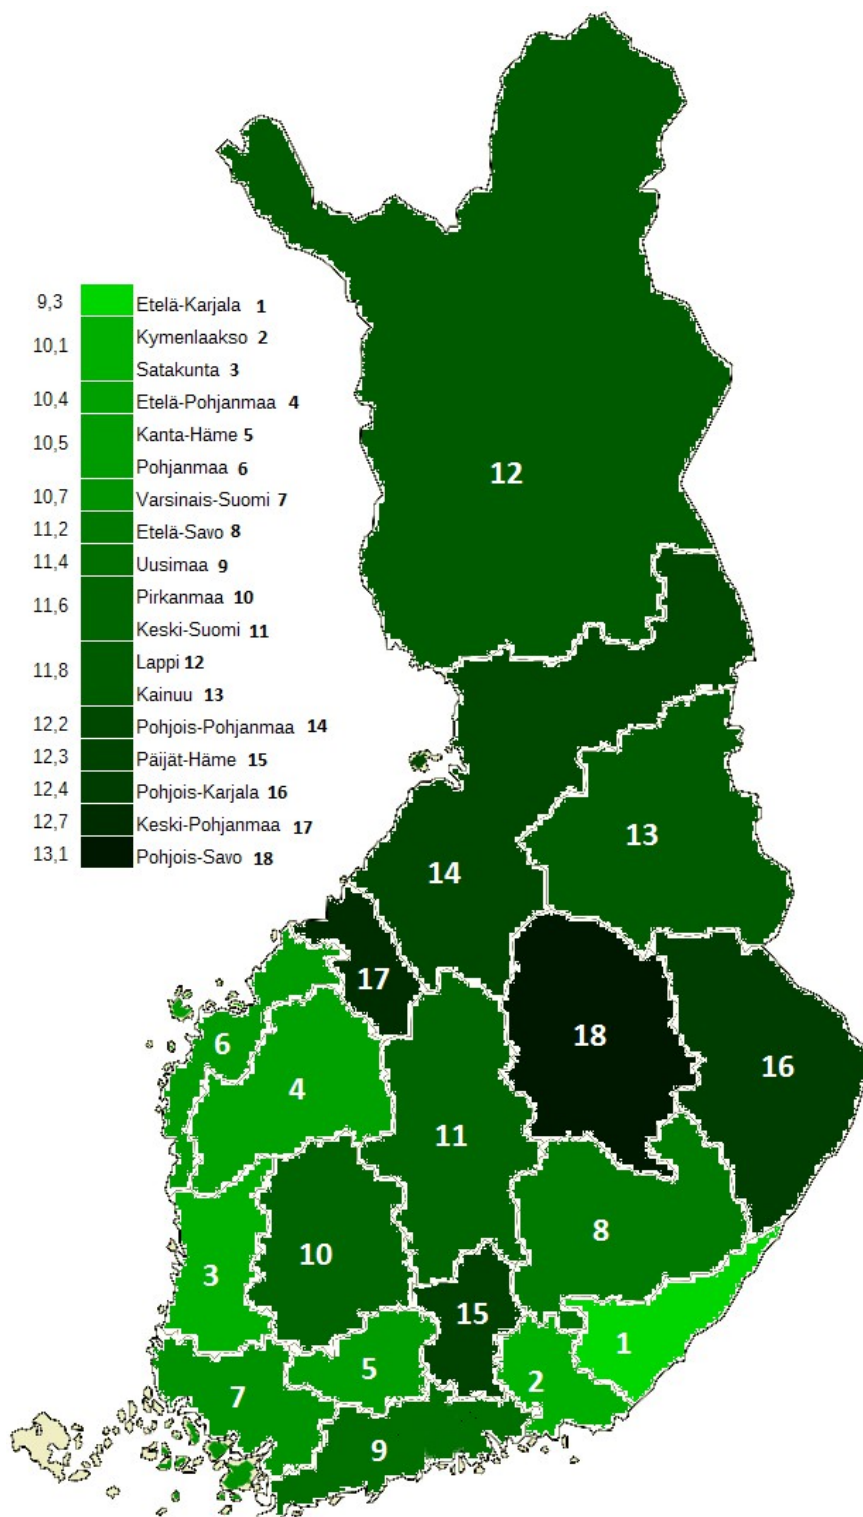 9,3 Etelä-Karjala 1
10,1 Kymenlaakso 2
Satakunta 3
10,4 Etelä-Pohjanmaa 4
10,5 Kanta-Häme 5
Pohjanmaa 6
10,7 Varsinais-Suomi 7
11,2 Etelä-Savo 8
11,4 Uusimaa 9
11,6 Pirkanmaa 10
Keski-Suomi 11
11,8 Lappi 12
Kainuu 13
12,2 Pohjois-Pohjanmaa 14
12,3 Päijät-Häme 15
12,4 Pohjois-Karjala 16
12,7 Keski-Pohjanmaa 17
13,1 Pohjois-Savo 18
12
13
14
17
18
6
16
4
11
8
10
3
15
1
5
2
7
9